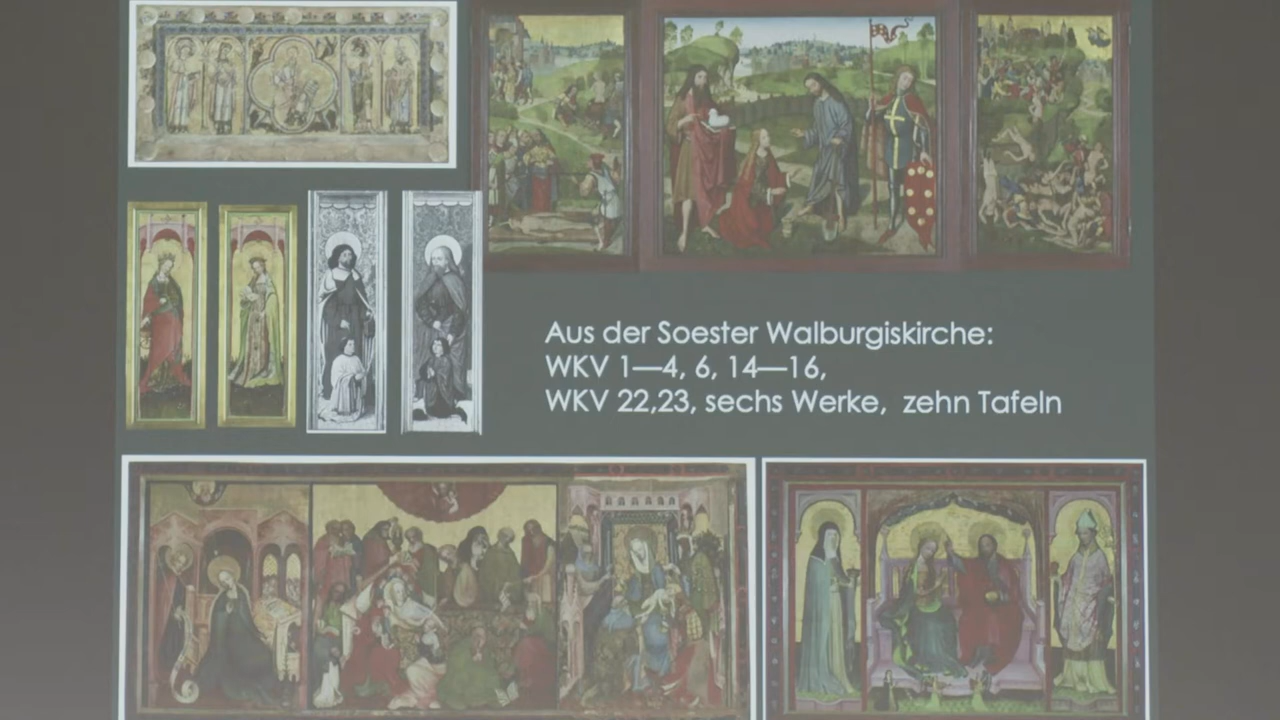 Aus der Soester Walburgiskirche:
WKV 1—4, 6, 14—16,
WKV 22,23, sechs Werke, zehn Tafeln